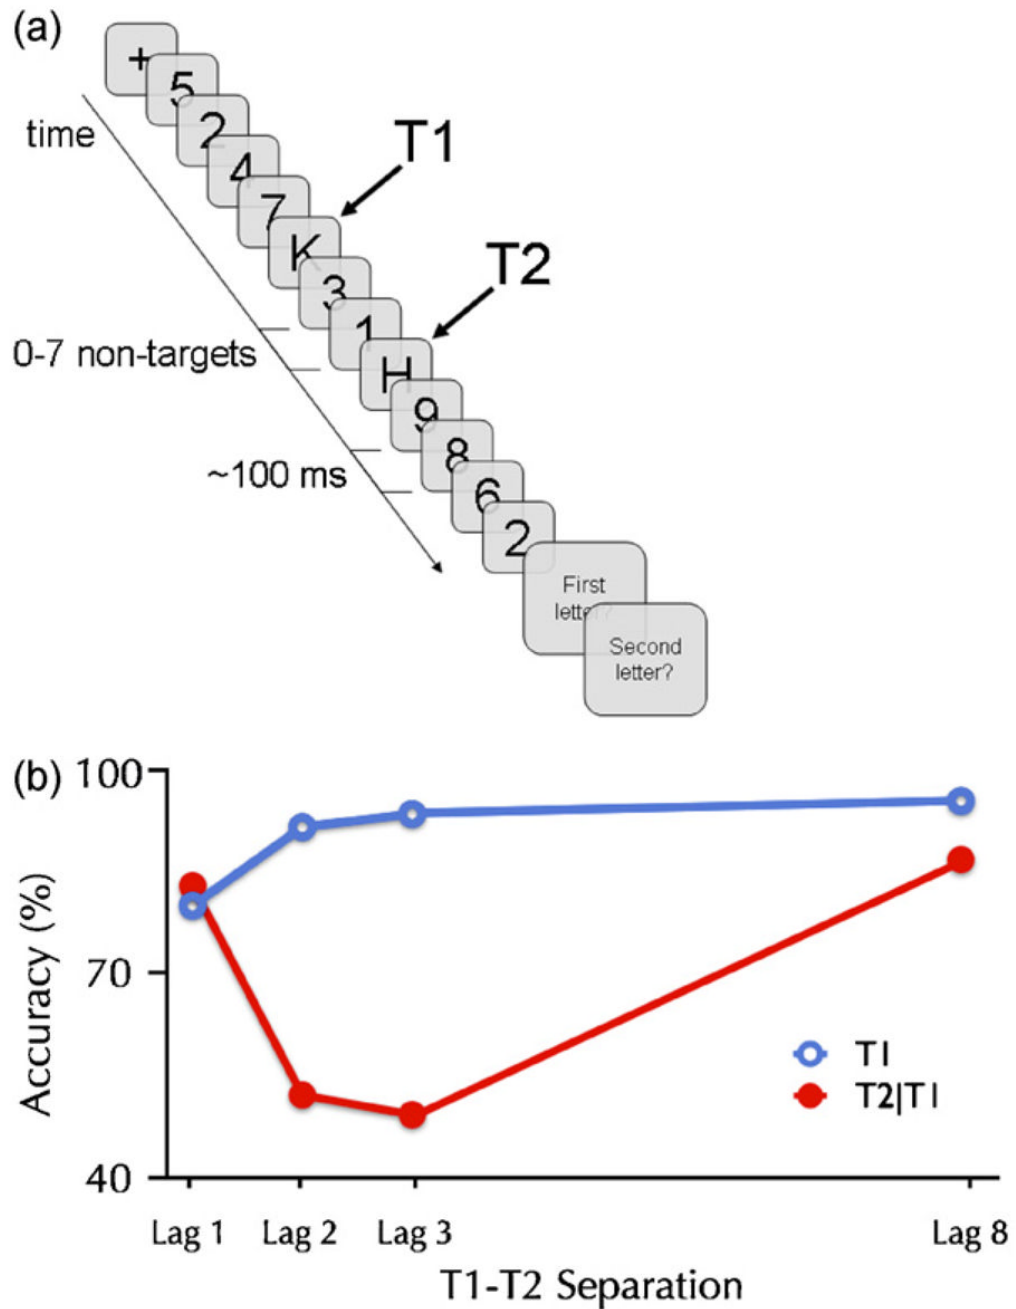 (a)
+
5
time
2
4
T1
7
K
T2
3
1
0-7 non-targets
H
9
8
~100 ms
6
2
First
letter?
Second
letter?
(b)
100
70
40
Accuracy (%)
T1
T2|T1
Lag 1 Lag 2 Lag 3 Lag 8
T1-T2 Separation